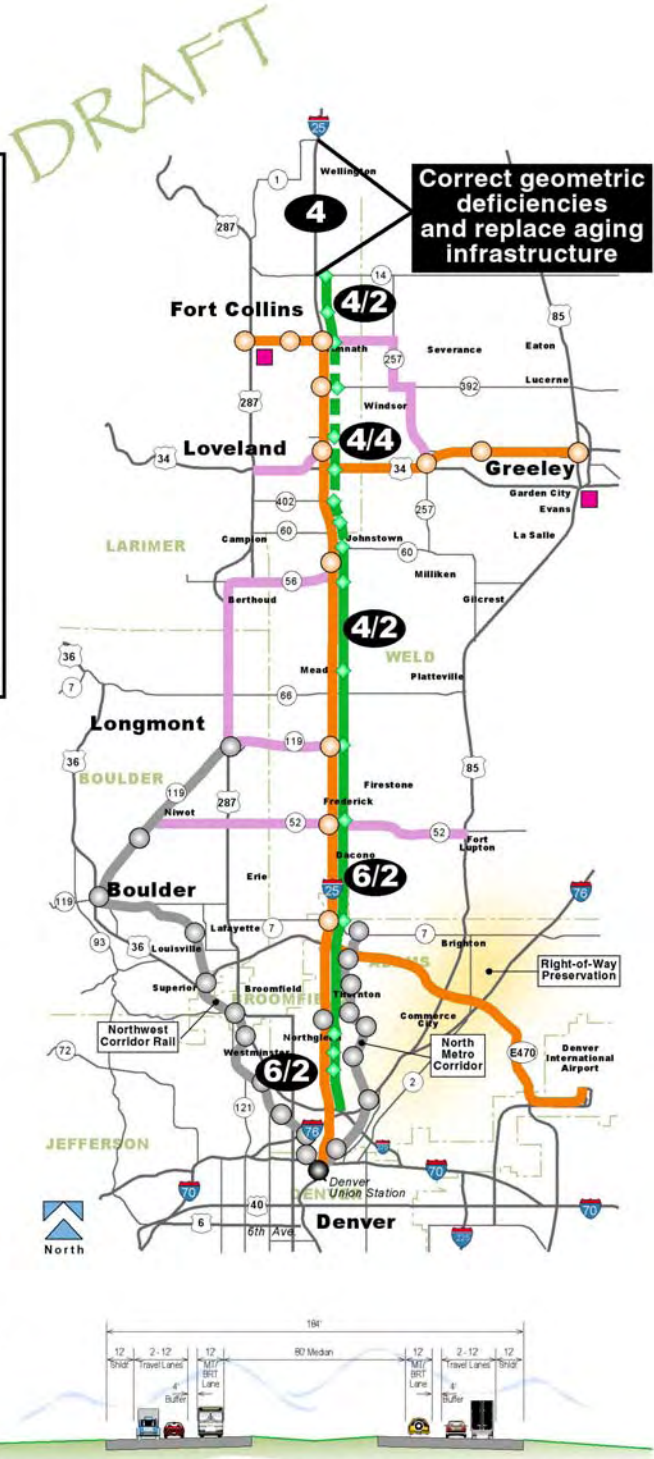 DRAFT
25
Wellington
1
Correct geometric
deficiencies
and replace aging
infrastructure
4
287
14
4/2
85
Fort Collins
257
Severance
Eaton
392
Lucerne
Windsor
287
Loveland
4/4
34
34
Greeley
402
257
Garden City
Evans
60
La Salle
LARIMER
Campion
Johnstown
60
56
Milliken
Berthoud
Gilcrest
4/2
36
WELD
7
Mead
Platteville
66
Longmont
36
119
85
BOULDER
119
287
Firestone
Niwot
Frederick
52
52
Fort
Lupton
Erie
6/2
76
Boulder
25
119
Lafayette
7
7
93
36
Louisville
Brighton
Right-of-Way
Preservation
Superior
Broomfield
Thornton
Commerce
City
Northwest
Corridor Rail
North
Metro
Corridor
E470
Denver
International
Airport
72
Westminster
6/2
2
121
76
JEFFERSON
70
70
Denver
Union Station
40
70
6
6th Ave.
Denver
North
184'
12
2 - 12'
12
80' Median
12
2 - 12'
12
Shldr
Travel Lanes
MT/
BRT
Lane
MT/
BRT
Lane
Travel Lanes
Shldr
4'
Buffer
4'
Buffer